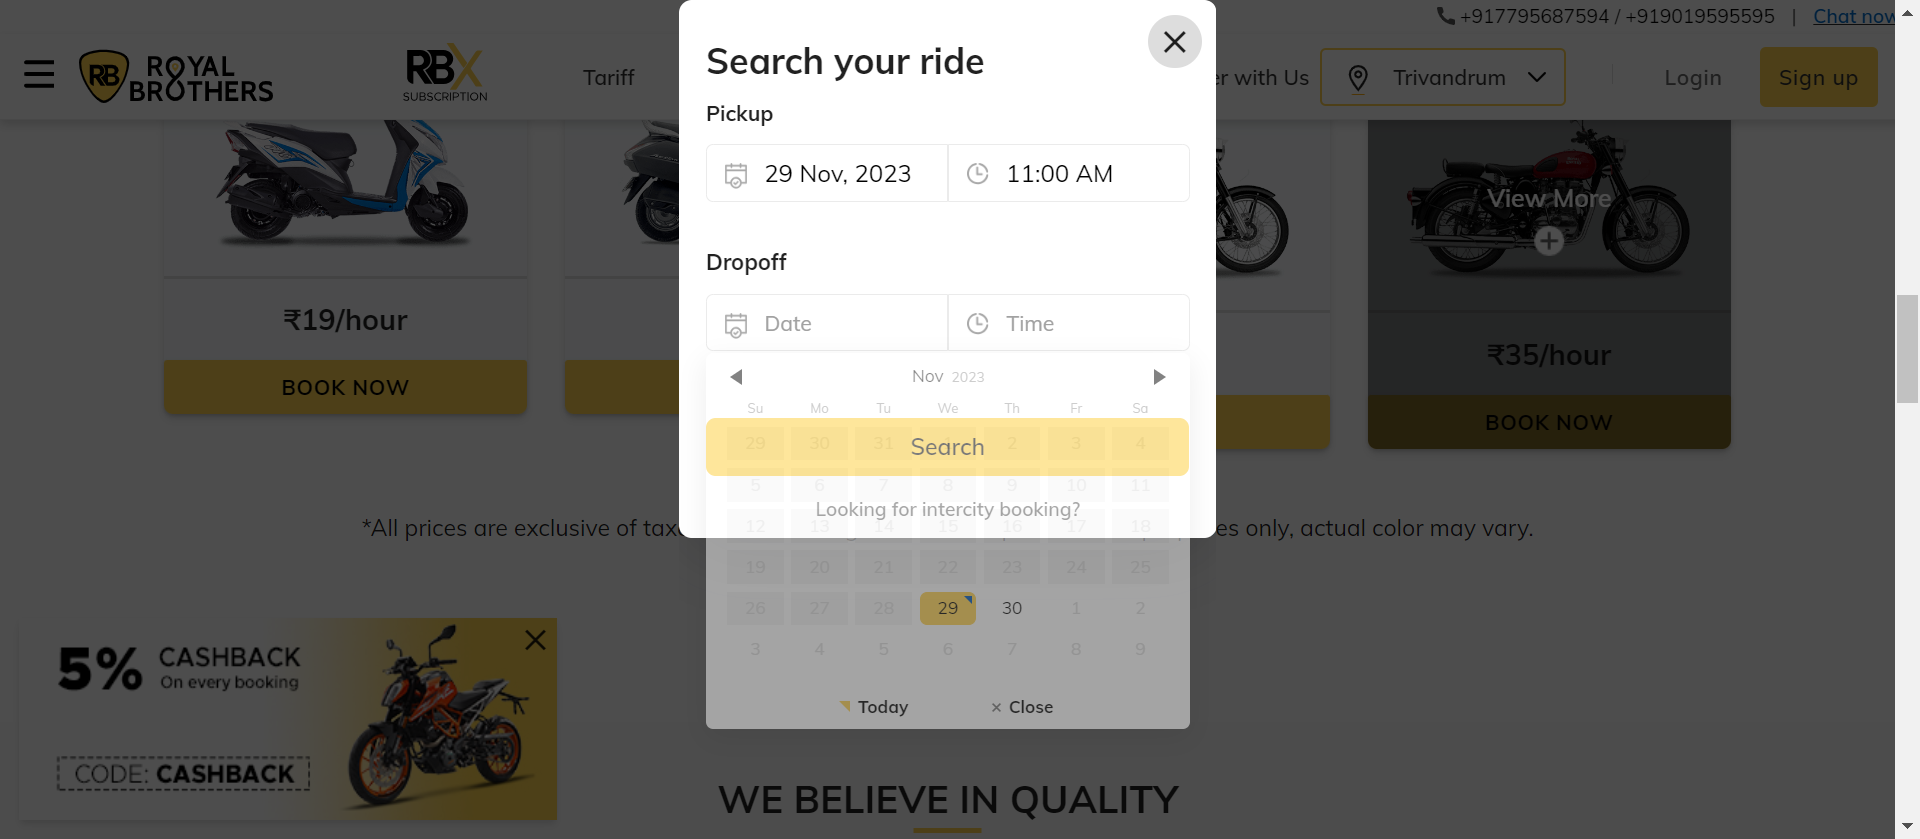 +917795687594 / +919019595595 | Chat now
ROYAL BROTHERS
RBX SUBSCRIPTION
Tariff
er with Us
Trivandrum
Login
Sign up
Search your ride
Pickup
29 Nov, 2023
11:00 AM
Dropoff
Date
Time
Nov 2023
Su Mo Tu We Th Fr Sa
29 30 31 1 2 3 4
Search
5 6 7 8 9 10 11
Looking for intercity booking?
12 13 14 15 16 17 18
19 20 21 22 23 24 25
26 27 28 29 30 1 2
3 4 5 6 7 8 9
Today
× Close
₹19/hour
BOOK NOW
View More
₹35/hour
BOOK NOW
*All prices are exclusive of
es only, actual color may vary.
5% CASHBACK
On every booking
CODE: CASHBACK
WE BELIEVE IN QUALITY